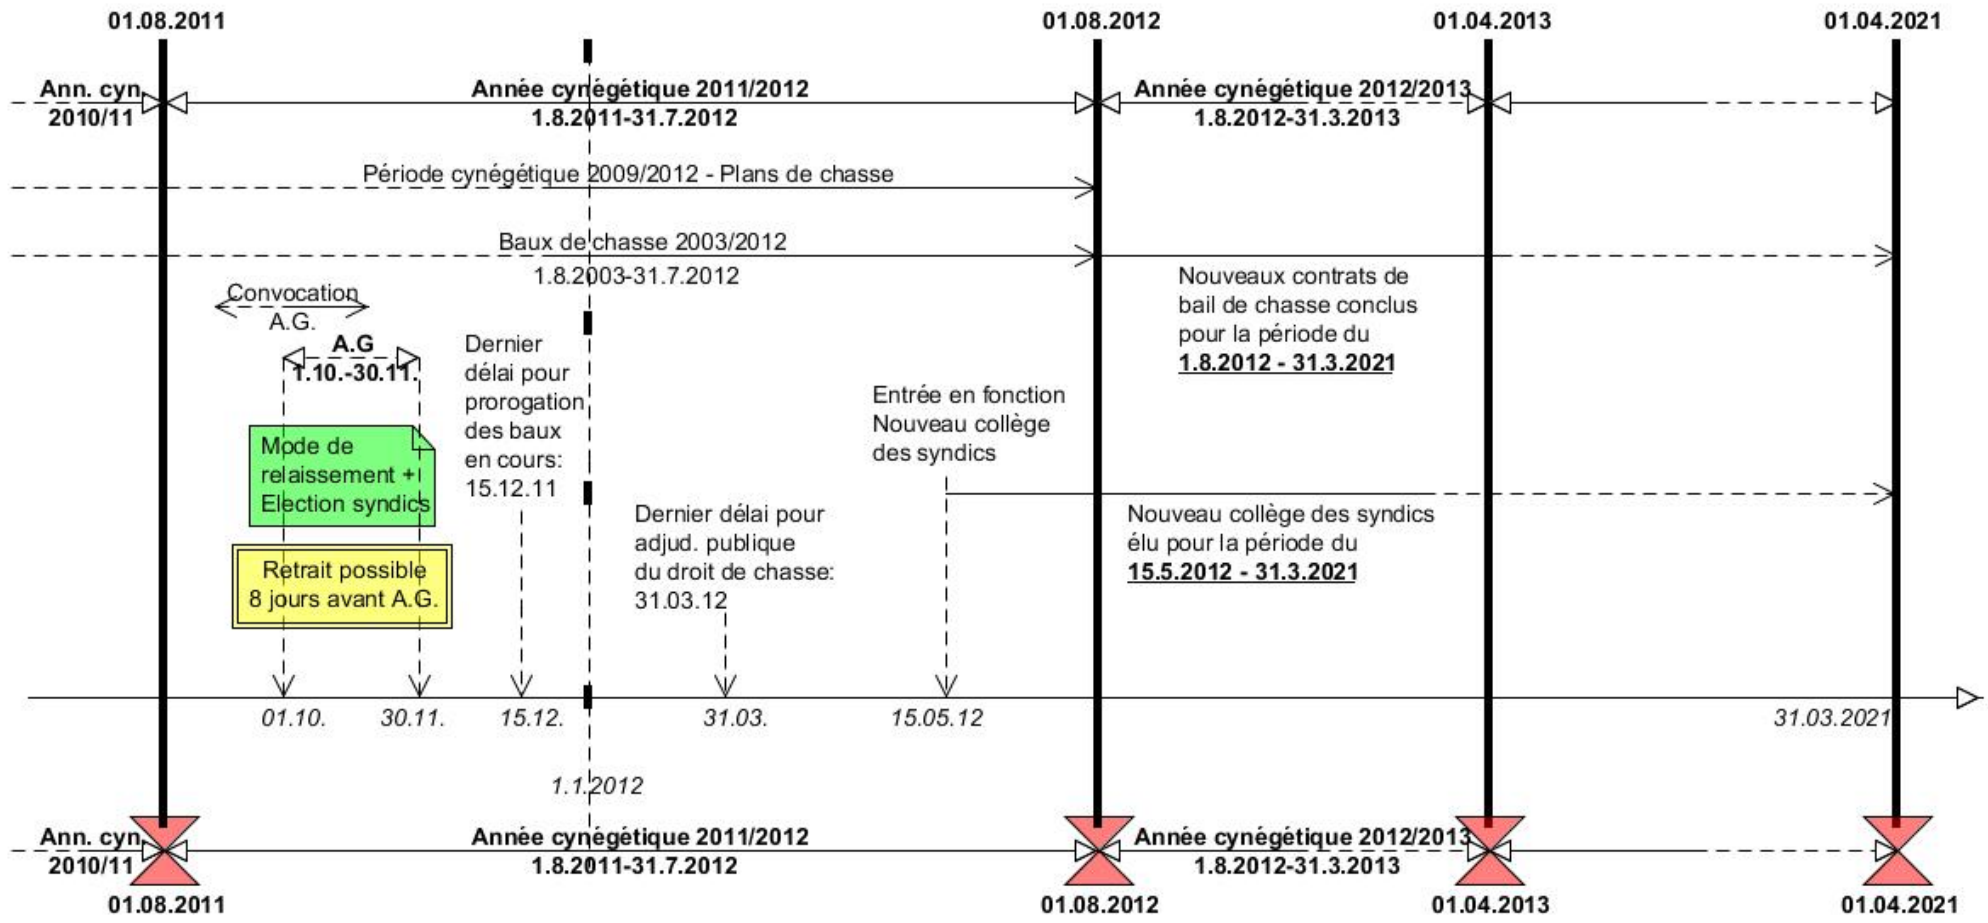 01.08.2011
01.08.2012
01.04.2013
01.04.2021
Ann. cyn.
2010/11
Année cynégétique 2011/2012
1.8.2011-31.7.2012
Année cynégétique 2012/2013
1.8.2012-31.3.2013
Période cynégétique 2009/2012 - Plans de chasse
Baux de chasse 2003/2012
1.8.2003-31.7.2012
Nouveaux contrats de
bail de chasse conclus
pour la période du
1.8.2012 - 31.3.2021
Convocation
A.G.
A.G
1.10.-30.11.
Dernier
délai pour
prorogation
des baux
en cours:
15.12.11
Mode de
relaissement +
Election syndics
Retrait possible
8 jours avant A.G.
Dernier délai pour
adjud. publique
du droit de chasse:
31.03.12
Entrée en fonction
Nouveau collège
des syndics
Nouveau collège des syndics
élu pour la période du
15.5.2012 - 31.3.2021
01.10.
30.11.
15.12.
31.03.
15.05.12
31.03.2021
1.1.2012
Ann. cyn.
2010/11
Année cynégétique 2011/2012
1.8.2011-31.7.2012
Année cynégétique 2012/2013
1.8.2012-31.3.2013
01.08.2011
01.08.2012
01.04.2013
01.04.2021